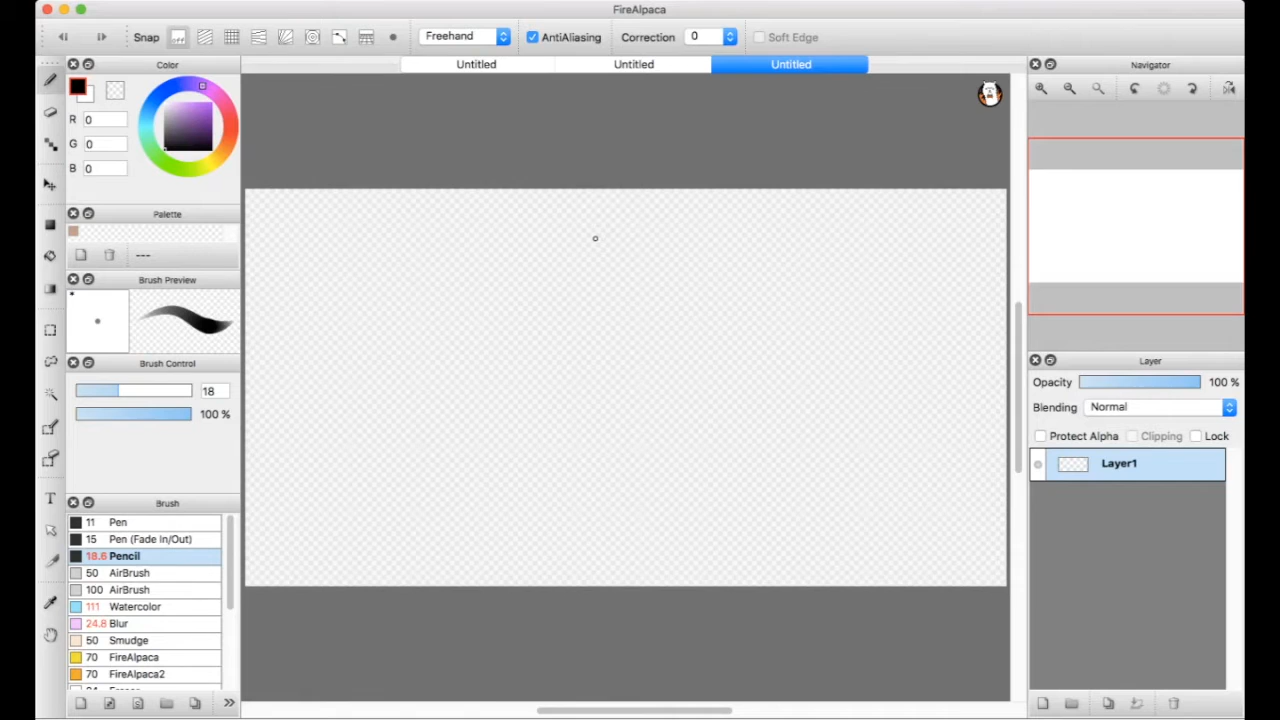 FireAlpaca
Snap off Freehand AntiAliasing Correction 0 Soft Edge
Color
Untitled Untitled Untitled
Navigator
R 0
G 0
B 0
Palette
---
Brush Preview
Brush Control
18
100 %
Brush
11 Pen
15 Pen (Fade In/Out)
18.6 Pencil
50 AirBrush
100 AirBrush
111 Watercolor
24.8 Blur
50 Smudge
70 FireAlpaca
70 FireAlpaca2
T
Layer
Opacity 100 %
Blending Normal
Protect Alpha Clipping Lock
Layer1